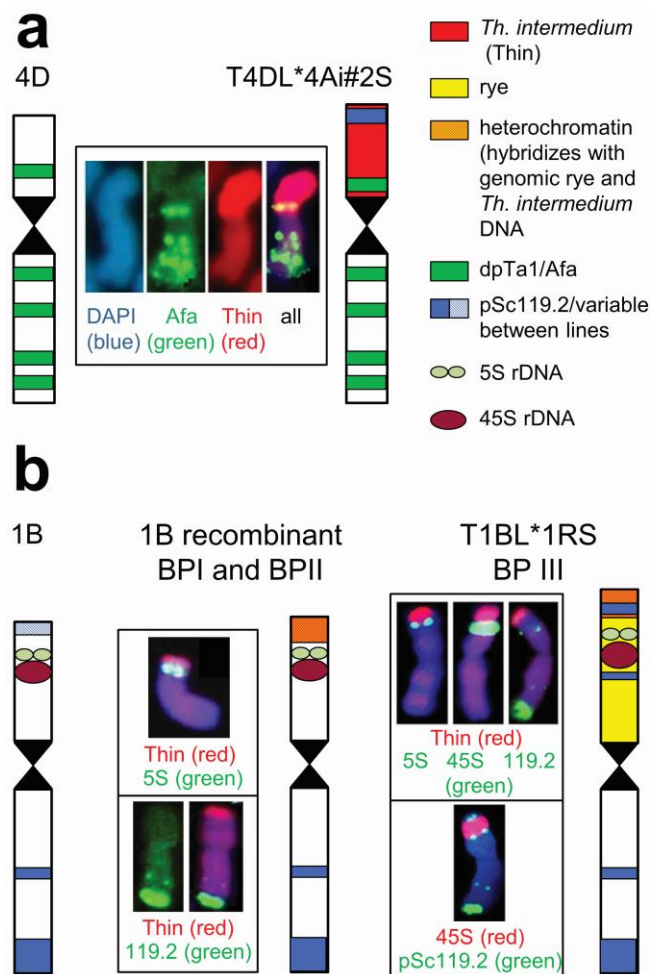 a
4D
T4DL*4Ai#2S
DAPI
(blue)
Afa
(green)
Thin
(red)
all
Th. intermedium
(Thin)
rye
heterochromatin
(hybridizes with
genomic rye and
Th. intermedium
DNA
dpTa1/Afa
pSc119.2/variable
between lines
5S rDNA
45S rDNA
b
1B
1B recombinant
BPI and BPII
T1BL*1RS
BP III
Thin (red)
5S (green)
Thin (red)
119.2 (green)
Thin (red)
5S 45S 119.2
(green)
45S (red)
pSc119.2(green)